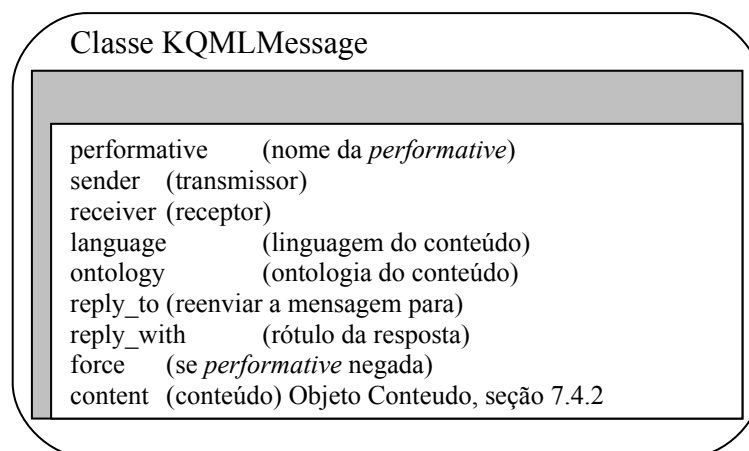 Classe KQMLMessage
performative (nome da performative)
sender (transmissor)
receiver (receptor)
language (linguagem do conteúdo)
ontology (ontologia do conteúdo)
reply_to (reenviar a mensagem para)
reply_with (rótulo da resposta)
force (se performative negada)
content (conteúdo) Objeto Conteudo, seção 7.4.2